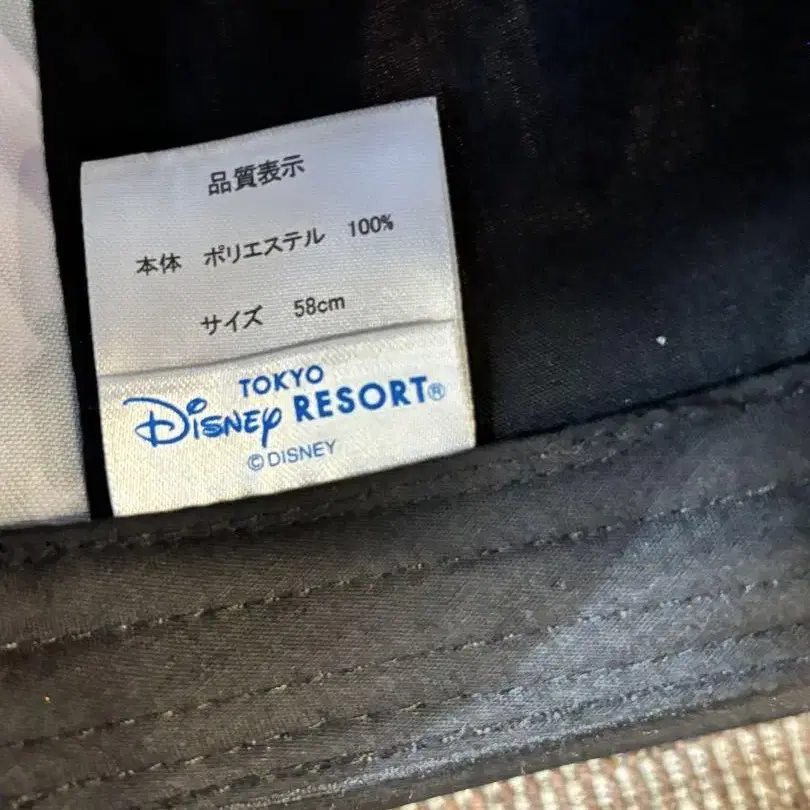 品質表示
本体 ポリエステル 100%
サイズ 58cm
TOKYO
Disney RESORT®
©DISNEY